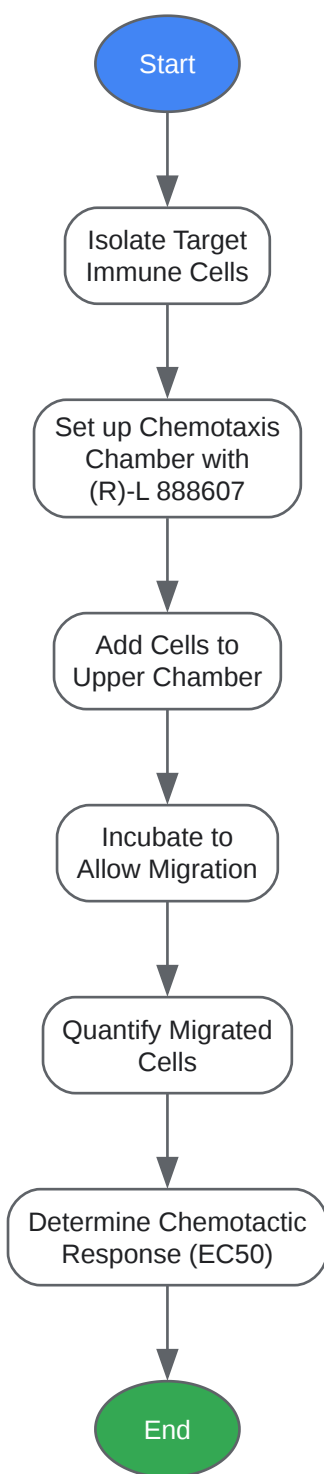 Start
Isolate Target
Immune Cells
Set up Chemotaxis
Chamber with
(R)-L 888607
Add Cells to
Upper Chamber
Incubate to
Allow Migration
Quantify Migrated
Cells
Determine Chemotactic
Response (EC50)
End